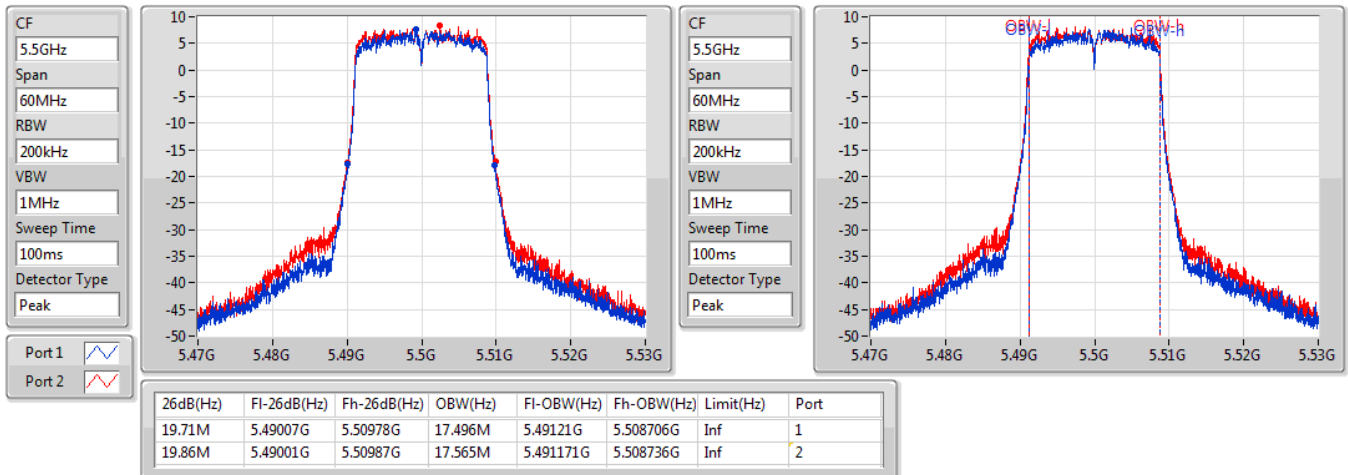 CF
5.5GHz
Span
60MHz
RBW
200kHz
VBW
1MHz
Sweep Time
100ms
Detector Type
Peak
Port 1
Port 2
10
5
0
-5
-10
-15
-20
-25
-30
-35
-40
-45
-50
5.47G 5.48G 5.49G 5.5G 5.51G 5.52G 5.53G
CF
5.5GHz
Span
60MHz
RBW
200kHz
VBW
1MHz
Sweep Time
100ms
Detector Type
Peak
OBW-l OBW-h
10
5
0
-5
-10
-15
-20
-25
-30
-35
-40
-45
-50
5.47G 5.48G 5.49G 5.5G 5.51G 5.52G 5.53G
26dB(Hz) Fl-26dB(Hz) Fh-26dB(Hz) OBW(Hz) Fl-OBW(Hz) Fh-OBW(Hz) Limit(Hz) Port
19.71M 5.49007G 5.50978G 17.496M 5.49121G 5.508706G Inf 1
19.86M 5.49001G 5.50987G 17.565M 5.491171G 5.508736G Inf 2